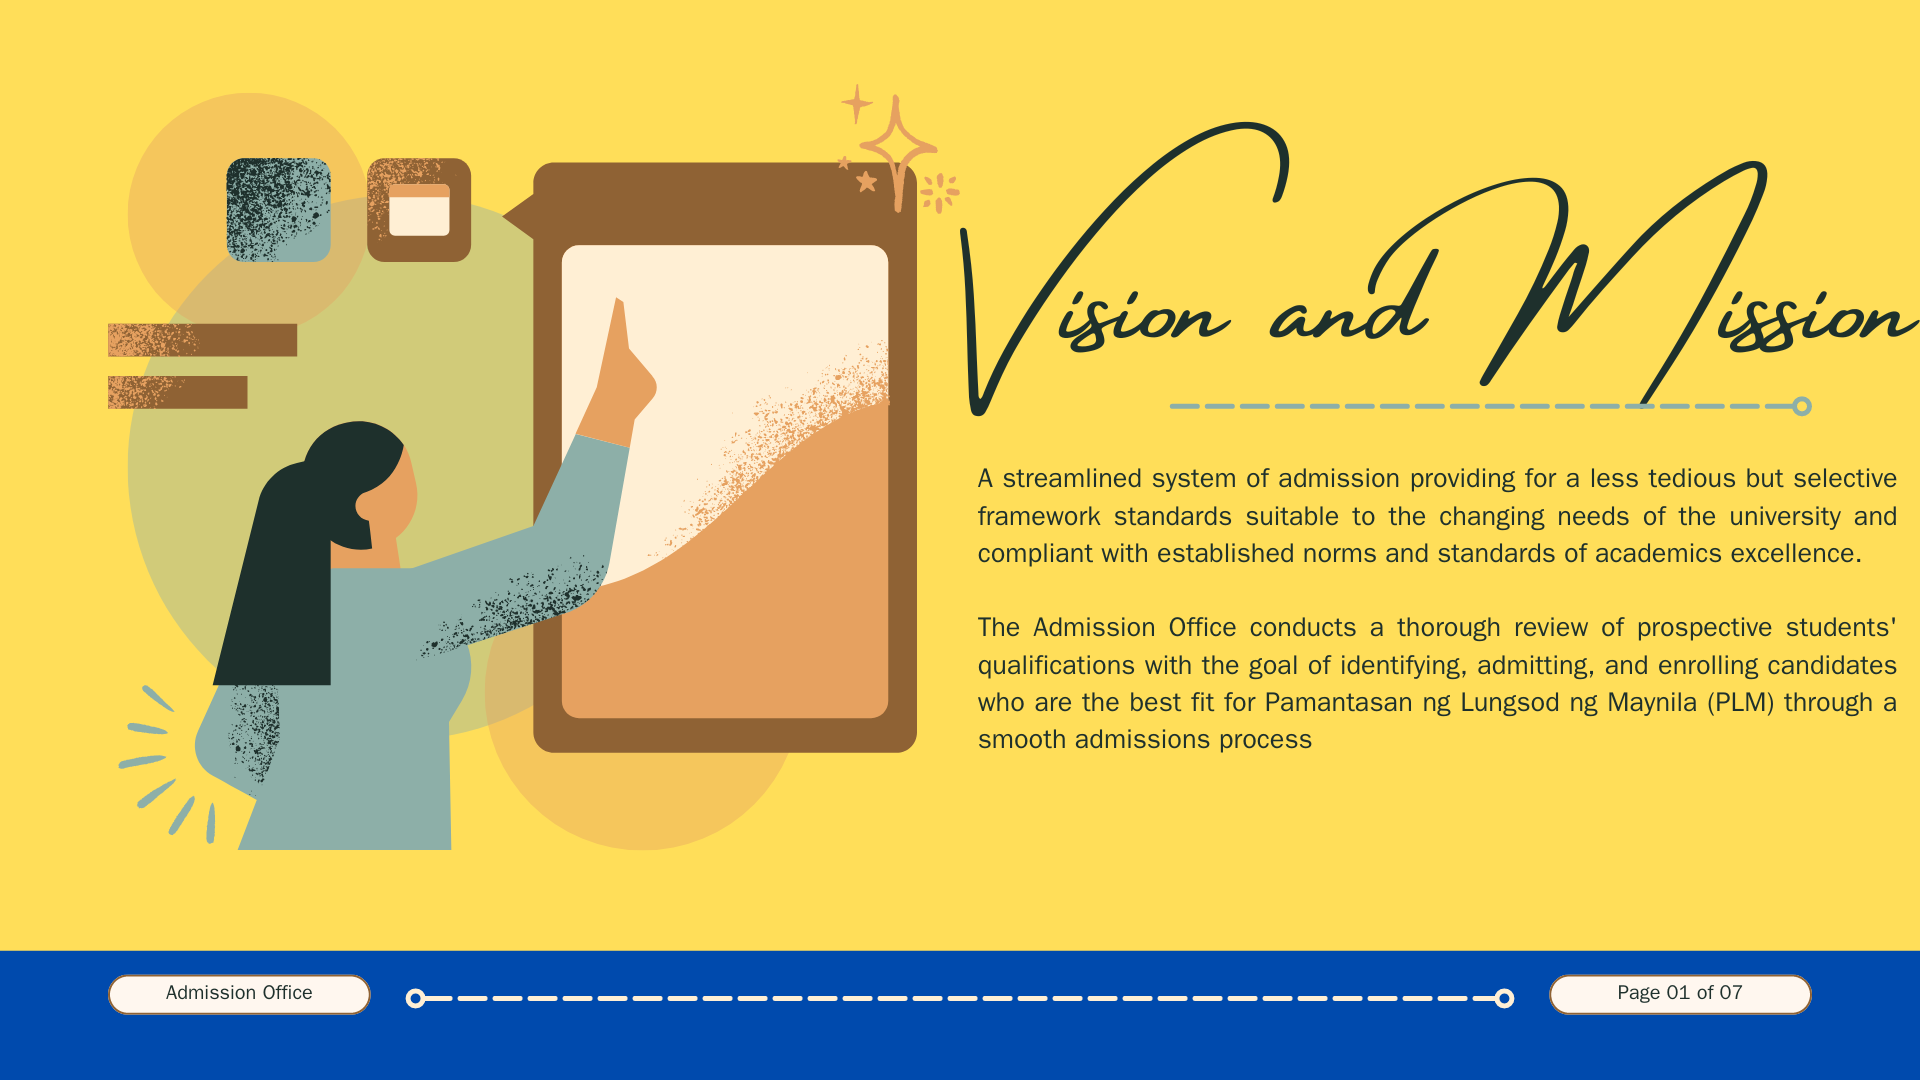 Vision and Mission
A streamlined system of admission providing for a less tedious but selective
framework standards suitable to the changing needs of the university and
compliant with established norms and standards of academics excellence.
The Admission Office conducts a thorough review of prospective students'
qualifications with the goal of identifying, admitting, and enrolling candidates
who are the best fit for Pamantasan ng Lungsod ng Maynila (PLM) through a
smooth admissions process
Admission Office
Page 01 of 07